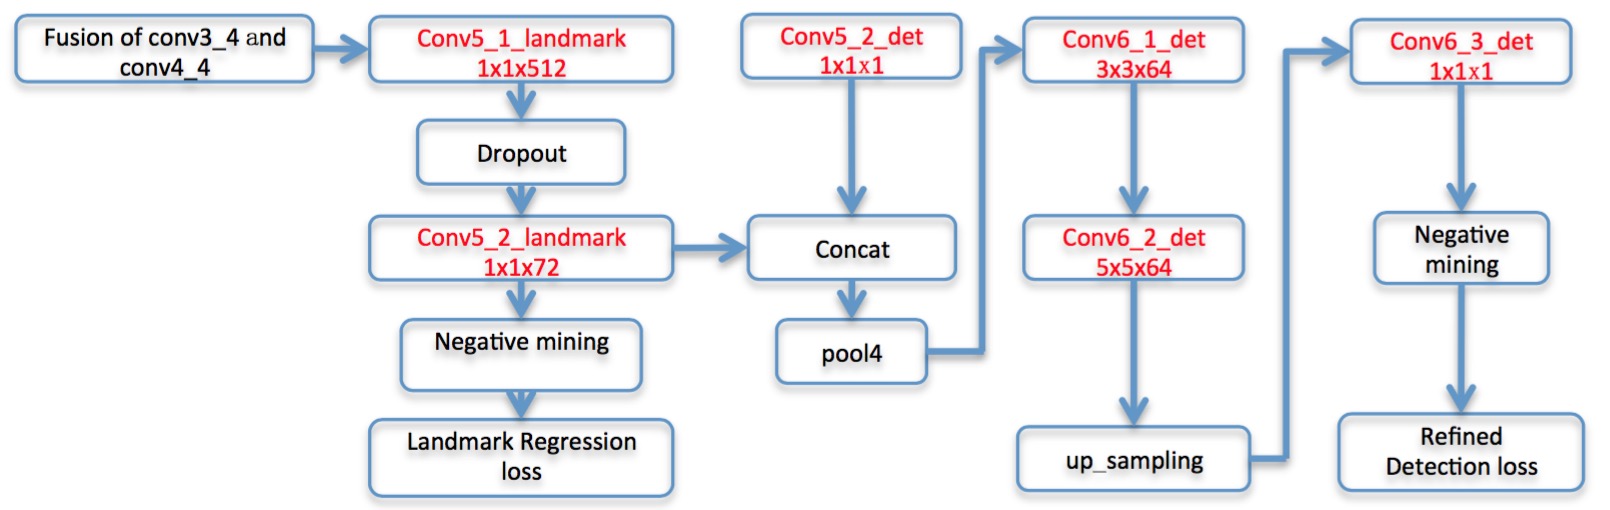 Fusion of conv3_4 and
conv4_4
Conv5_1_landmark
1x1x512
Dropout
Conv5_2_landmark
1x1x72
Negative mining
Landmark Regression
loss
Conv5_2_det
1x1x1
Concat
pool4
Conv6_1_det
3x3x64
Conv6_2_det
5x5x64
up_sampling
Conv6_3_det
1x1x1
Negative
mining
Refined
Detection loss